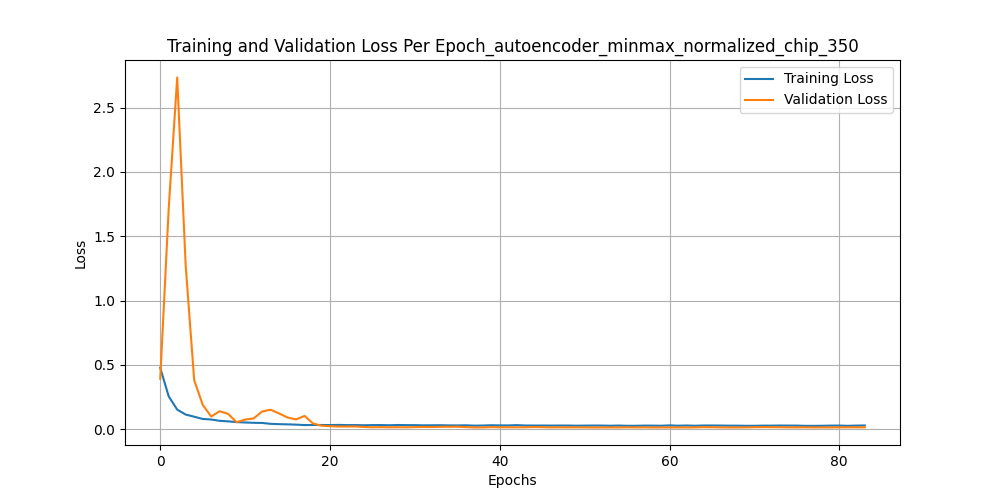 Training and Validation Loss Per Epoch_autoencoder_minmax_normalized_chip_350
Training Loss
Validation Loss
2.5
2.0
1.5
1.0
0.5
0.0
Loss
0 20 40 60 80
Epochs